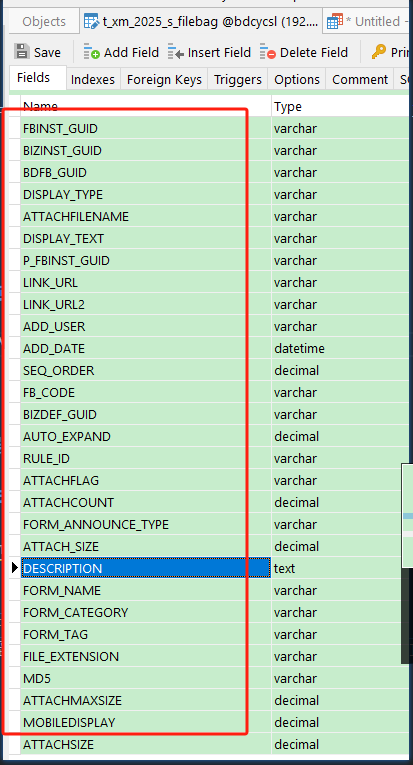 Objects t_xm_2025_s_filebag @bdcycsl (192.... * Untitled -
Save Add Field Insert Field Delete Field
Fields Indexes Foreign Keys Triggers Options Comment
Name Type
FBINST_GUID varchar
BIZINST_GUID varchar
BDFB_GUID varchar
DISPLAY_TYPE varchar
ATTACHFILENAME varchar
DISPLAY_TEXT varchar
P_FBINST_GUID varchar
LINK_URL varchar
LINK_URL2 varchar
ADD_USER varchar
ADD_DATE datetime
SEQ_ORDER decimal
FB_CODE varchar
BIZDEF_GUID varchar
AUTO_EXPAND decimal
RULE_ID varchar
ATTACHFLAG varchar
ATTACHCOUNT decimal
FORM_ANNOUNCE_TYPE varchar
ATTACH_SIZE decimal
DESCRIPTION text
FORM_NAME varchar
FORM_CATEGORY varchar
FORM_TAG varchar
FILE_EXTENSION varchar
MD5 varchar
ATTACHMAXSIZE decimal
MOBILEDISPLAY decimal
ATTACHSIZE decimal